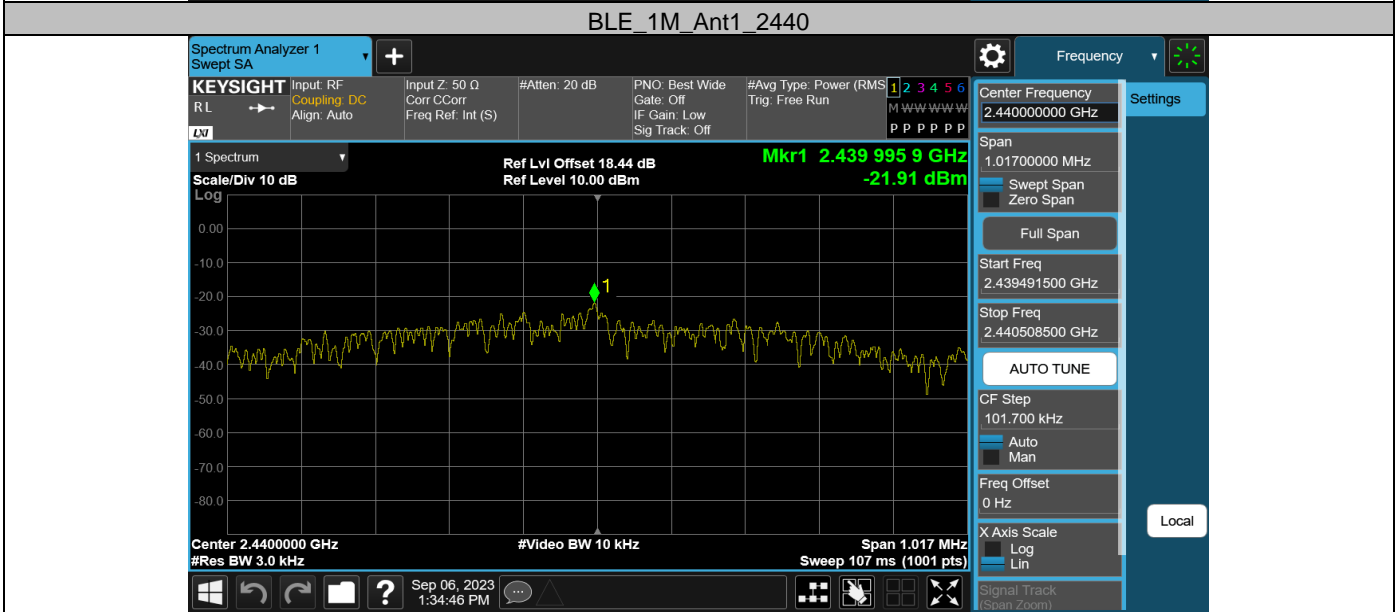 BLE_1M_Ant1_2440
Spectrum Analyzer 1
Swept SA
+
Frequency
KEYSIGHT
R L
LXI
Input: RF
Coupling: DC
Align: Auto
Input Z: 50 Ω
Corr CCorr
Freq Ref: Int (S)
#Atten: 20 dB
PNO: Best Wide
Gate: Off
IF Gain: Low
Sig Track: Off
#Avg Type: Power (RMS
Trig: Free Run
1 2 3 4 5 6
M W W W W W
P P P P P P
1 Spectrum
Scale/Div 10 dB
Log
Ref Lvl Offset 18.44 dB
Ref Level 10.00 dBm
Mkr1 2.439 995 9 GHz
-21.91 dBm
1
0.00
-10.0
-20.0
-30.0
-40.0
-50.0
-60.0
-70.0
-80.0
Center 2.4400000 GHz
#Res BW 3.0 kHz
#Video BW 10 kHz
Span 1.017 MHz
Sweep 107 ms (1001 pts)
Center Frequency
2.440000000 GHz
Span
1.01700000 MHz
Swept Span
Zero Span
Full Span
Start Freq
2.439491500 GHz
Stop Freq
2.440508500 GHz
AUTO TUNE
CF Step
101.700 kHz
Auto
Man
Freq Offset
0 Hz
X Axis Scale
Log
Lin
Signal Track
(Span Zoom)
Settings
Local
?
Sep 06, 2023
1:34:46 PM